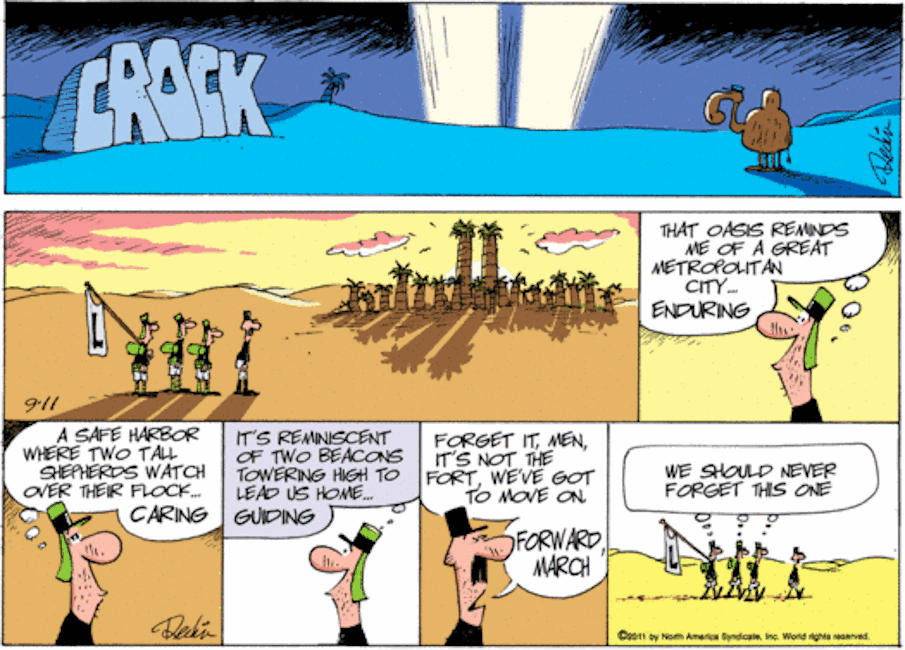 CROCK
Rechin
THAT OASIS REMINDS
ME OF A GREAT
METROPOLITAN
CITY...
ENDURING
L
9-11
A SAFE HARBOR
WHERE TWO TALL
SHEPHERDS WATCH
OVER THEIR FLOCK...
CARING
Rechin
IT'S REMINISCENT
OF TWO BEACONS
TOWERING HIGH TO
LEAD US HOME...
GUIDING
FORGET IT, MEN,
IT'S NOT THE
FORT, WE'VE GOT
TO MOVE ON.
FORWARD,
MARCH
WE SHOULD NEVER
FORGET THIS ONE
L
©2011 by North America Syndicate, Inc. World rights reserved.